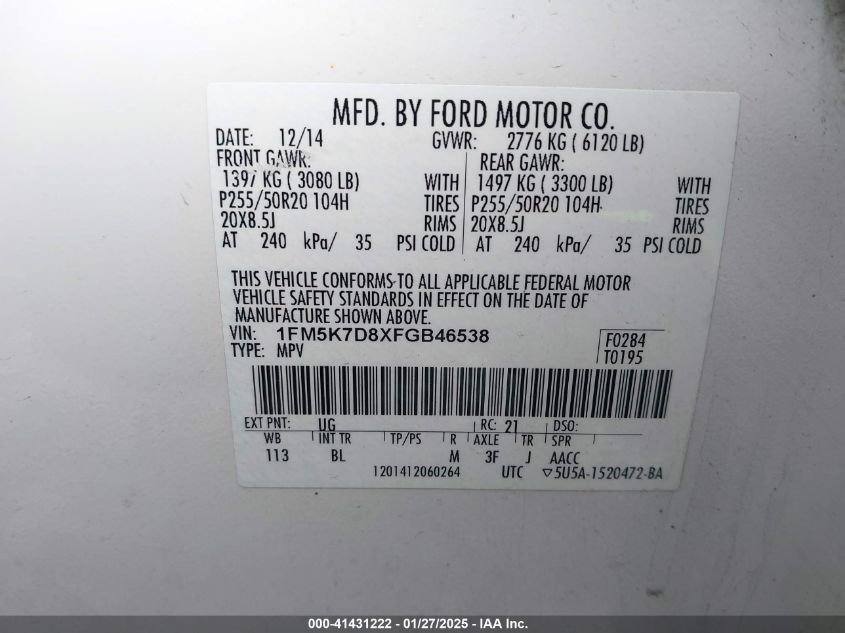 MFD. BY FORD MOTOR CO.
DATE: 12/14 GVWR: 2776 KG ( 6120 LB)
FRONT GAWR: REAR GAWR:
1397 KG ( 3080 LB) WITH 1497 KG ( 3300 LB) WITH
P255/50R20 104H TIRES P255/50R20 104H TIRES
20X8.5J RIMS 20X8.5J RIMS
AT 240 kPa/ 35 PSI COLD AT 240 kPa/ 35 PSI COLD
THIS VEHICLE CONFORMS TO ALL APPLICABLE FEDERAL MOTOR
VEHICLE SAFETY STANDARDS IN EFFECT ON THE DATE OF
MANUFACTURE SHOWN ABOVE.
VIN: 1FM5K7D8XFGB46538 F0284
TYPE: MPV T0195
EXT PNT: UG RC: 21 DSO:
WB INT TR TP/PS R AXLE TR SPR
113 BL M 3F J AACC
1201412060264 UTC ▽5U5A-1520472-BA
000-41431222 — 01/27/2025 - IAA Inc.